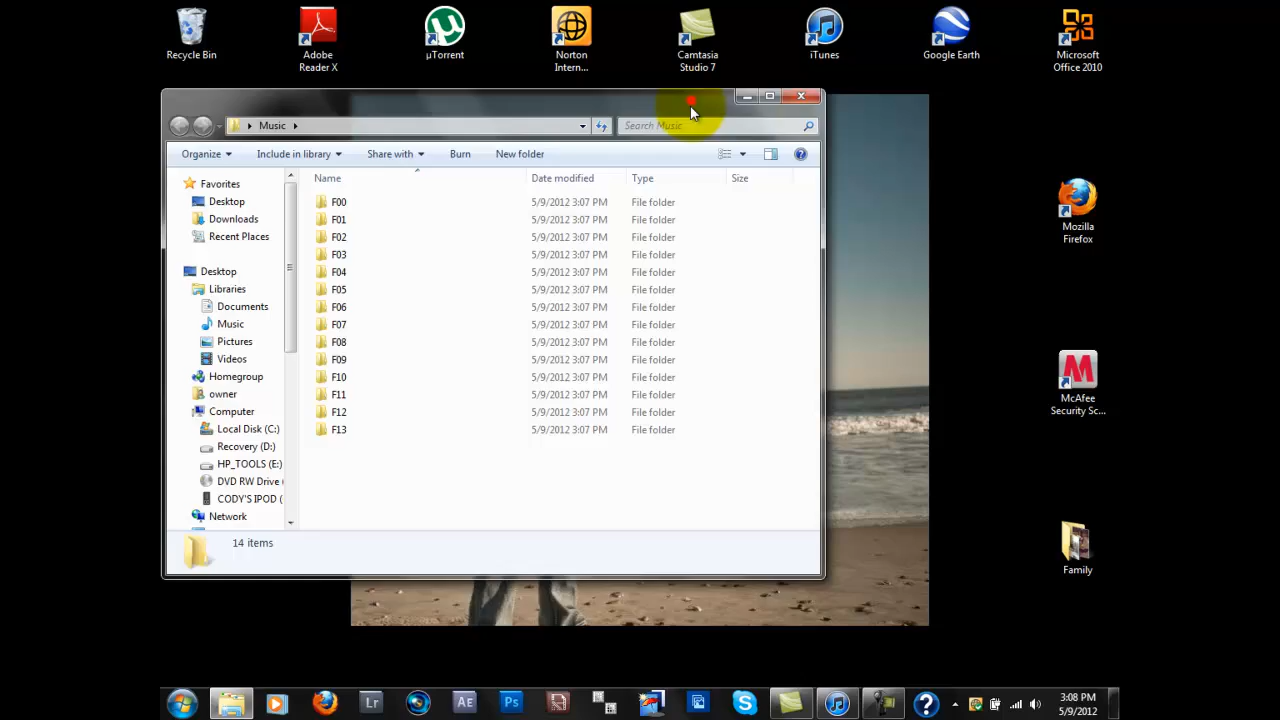 Recycle Bin
Adobe
Reader X
µTorrent
Norton
Intern...
Camtasia
Studio 7
iTunes
Google Earth
Microsoft
Office 2010
Music
Search Music
Organize
Include in library
Share with
Burn
New folder
Name
Date modified
Type
Size
Favorites
Desktop
Downloads
Recent Places
Desktop
Libraries
Documents
Music
Pictures
Videos
Homegroup
owner
Computer
Local Disk (C:)
Recovery (D:)
HP_TOOLS (E:)
DVD RW Drive (
CODY'S IPOD (
Network
F00 5/9/2012 3:07 PM File folder
F01 5/9/2012 3:07 PM File folder
F02 5/9/2012 3:07 PM File folder
F03 5/9/2012 3:07 PM File folder
F04 5/9/2012 3:07 PM File folder
F05 5/9/2012 3:07 PM File folder
F06 5/9/2012 3:07 PM File folder
F07 5/9/2012 3:07 PM File folder
F08 5/9/2012 3:07 PM File folder
F09 5/9/2012 3:07 PM File folder
F10 5/9/2012 3:07 PM File folder
F11 5/9/2012 3:07 PM File folder
F12 5/9/2012 3:07 PM File folder
F13 5/9/2012 3:07 PM File folder
14 items
Mozilla
Firefox
McAfee
Security Sc...
Family
Lr
Ae
Ps
3:08 PM
5/9/2012